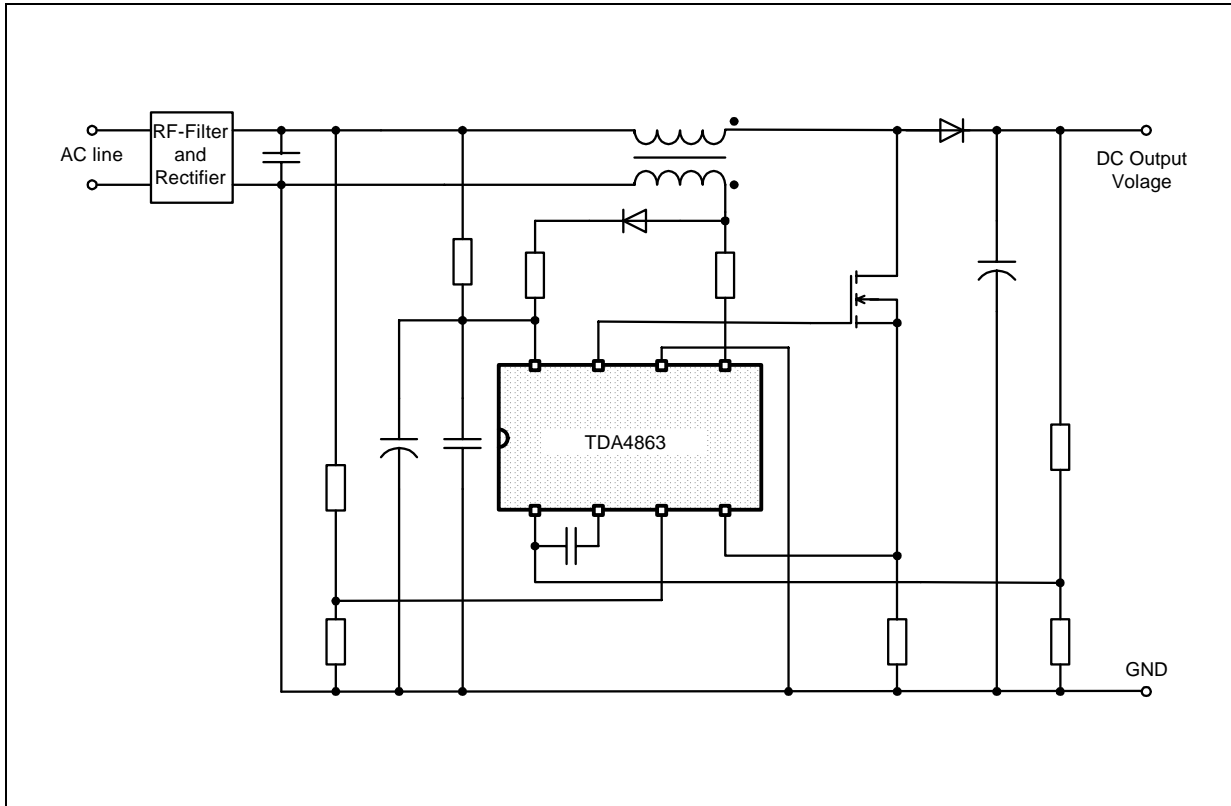 RF-Filter
and
Rectifier
AC line
DC Output
Volage
TDA4863
GND